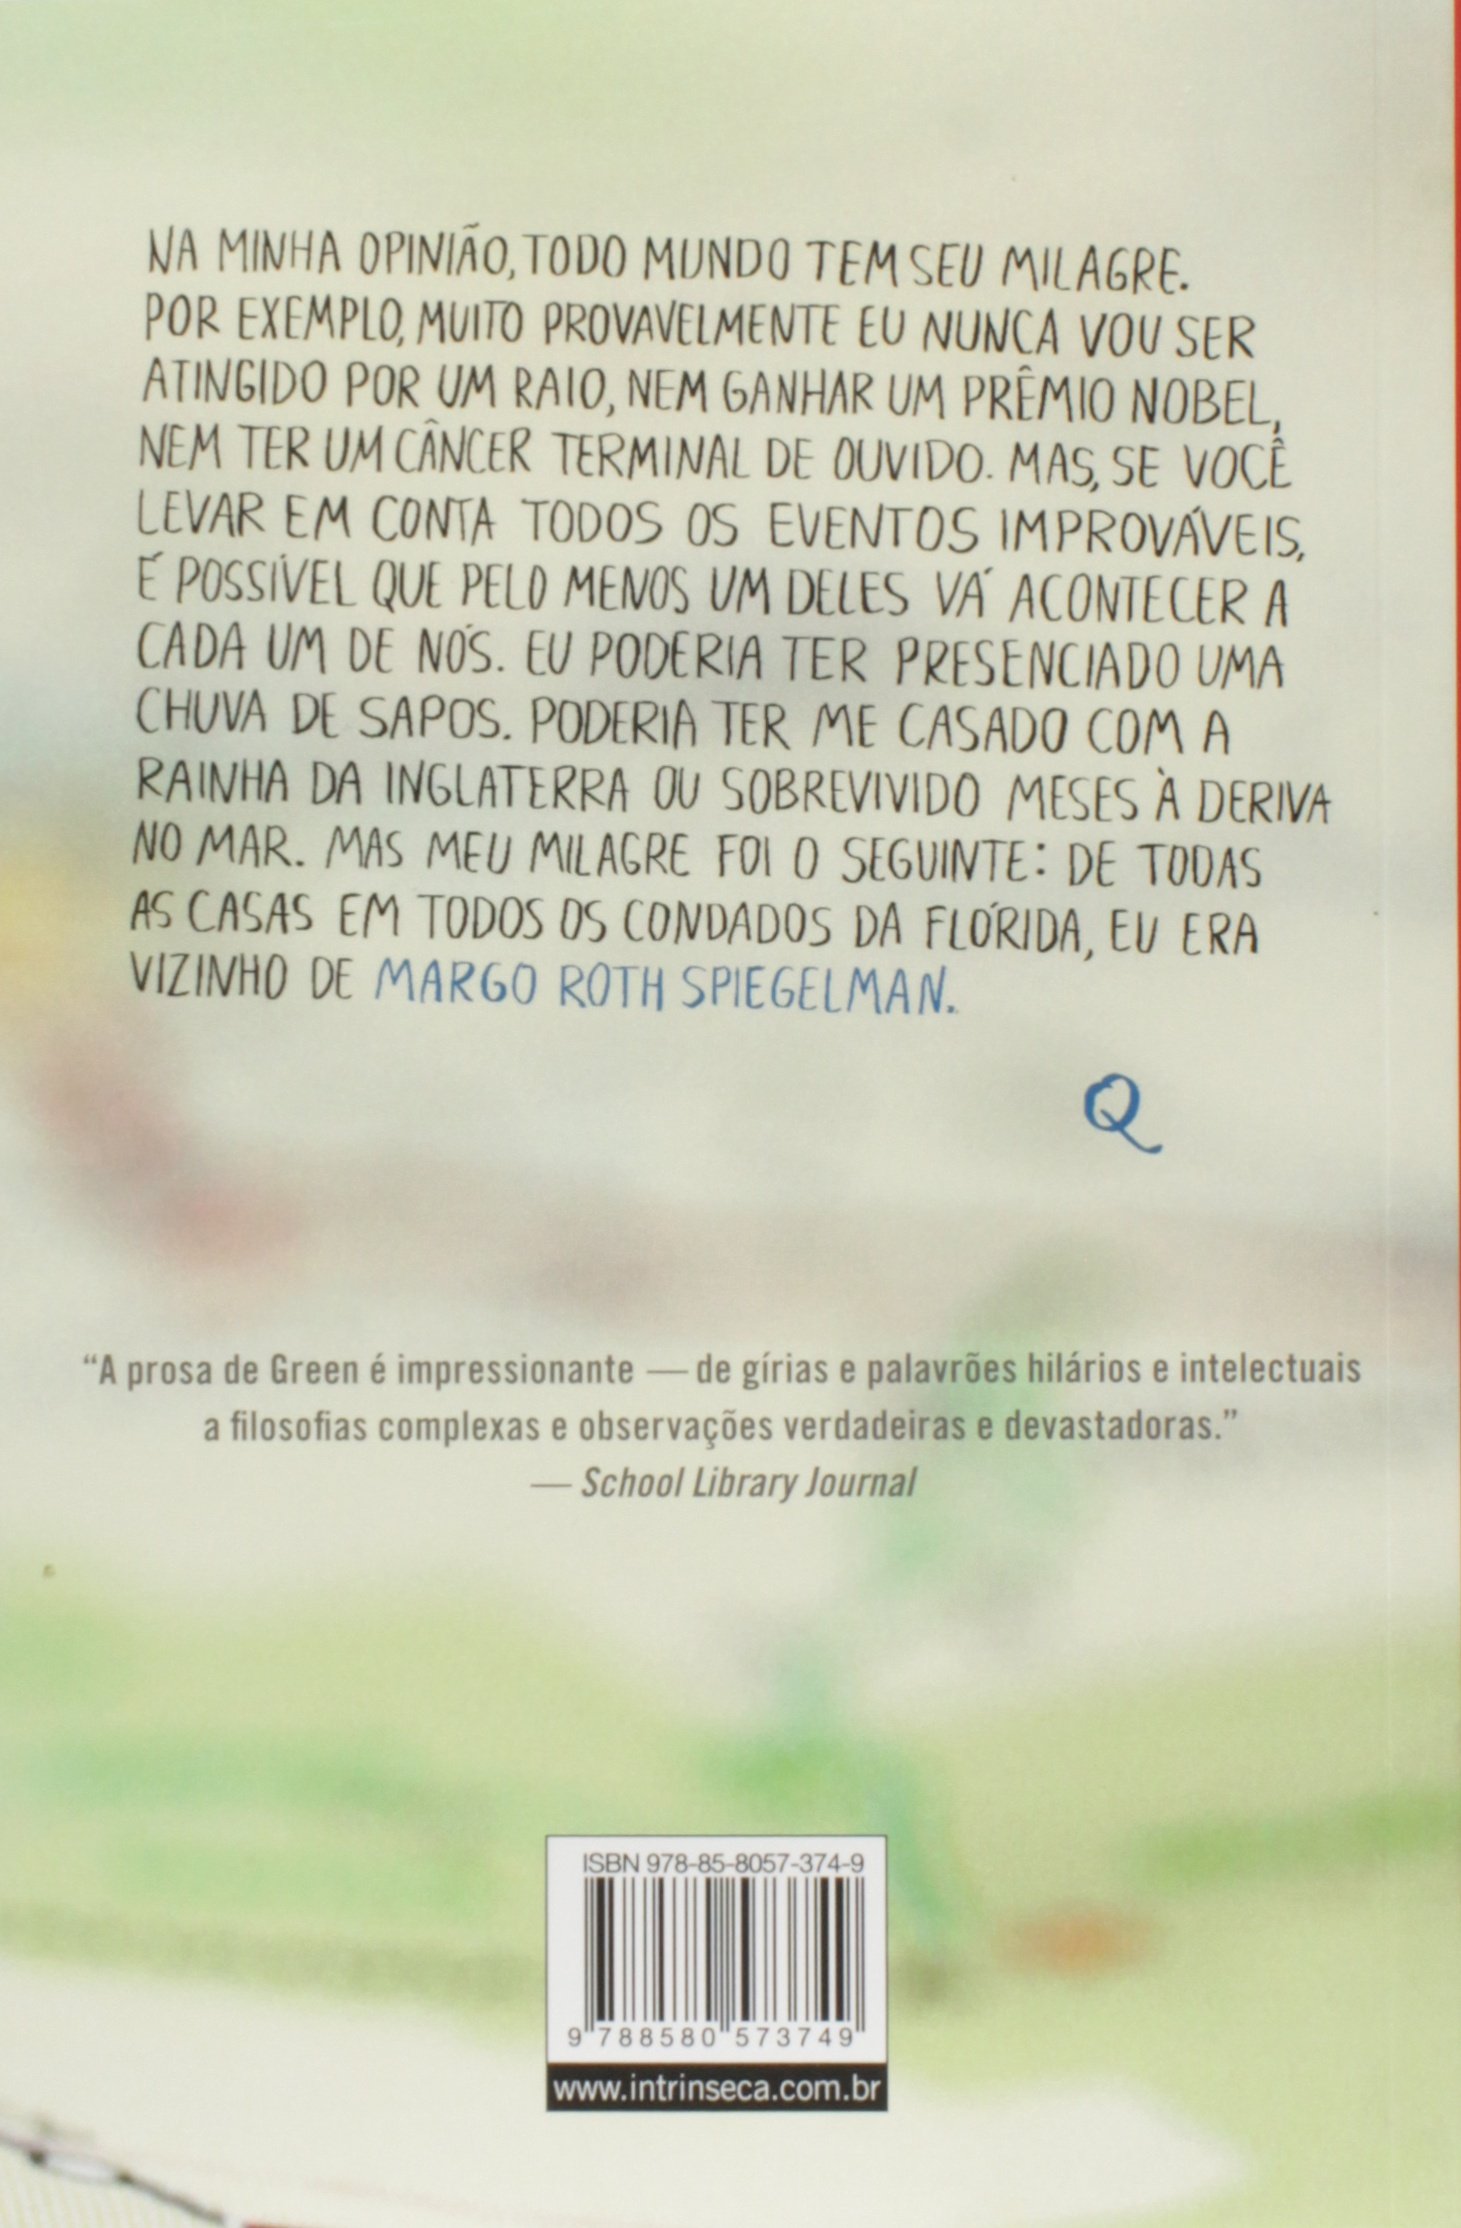 NA MINHA OPINIÃO, TODO MUNDO TEM SEU MILAGRE.
POR EXEMPLO, MUITO PROVAVELMENTE EU NUNCA VOU SER
ATINGIDO POR UM RAIO, NEM GANHAR UM PRÊMIO NOBEL,
NEM TER UM CÂNCER TERMINAL DE OUVIDO. MAS, SE VOCÊ
LEVAR EM CONTA TODOS OS EVENTOS IMPROVÁVEIS,
É POSSÍVEL QUE PELO MENOS UM DELES VÁ ACONTECER A
CADA UM DE NÓS. EU PODERIA TER PRESENCIADO UMA
CHUVA DE SAPOS. PODERIA TER ME CASADO COM A
RAINHA DA INGLATERRA OU SOBREVIVIDO MESES À DERIVA
NO MAR. MAS MEU MILAGRE FOI O SEGUINTE: DE TODAS
AS CASAS EM TODOS OS CONDADOS DA FLÓRIDA, EU ERA
VIZINHO DE MARGO ROTH SPIEGELMAN.
Q
“A prosa de Green é impressionante — de gírias e palavrões hilários e intelectuais
a filosofias complexas e observações verdadeiras e devastadoras.”
— School Library Journal
ISBN 978-85-8057-374-9
9 788580 573749
www.intrinseca.com.br